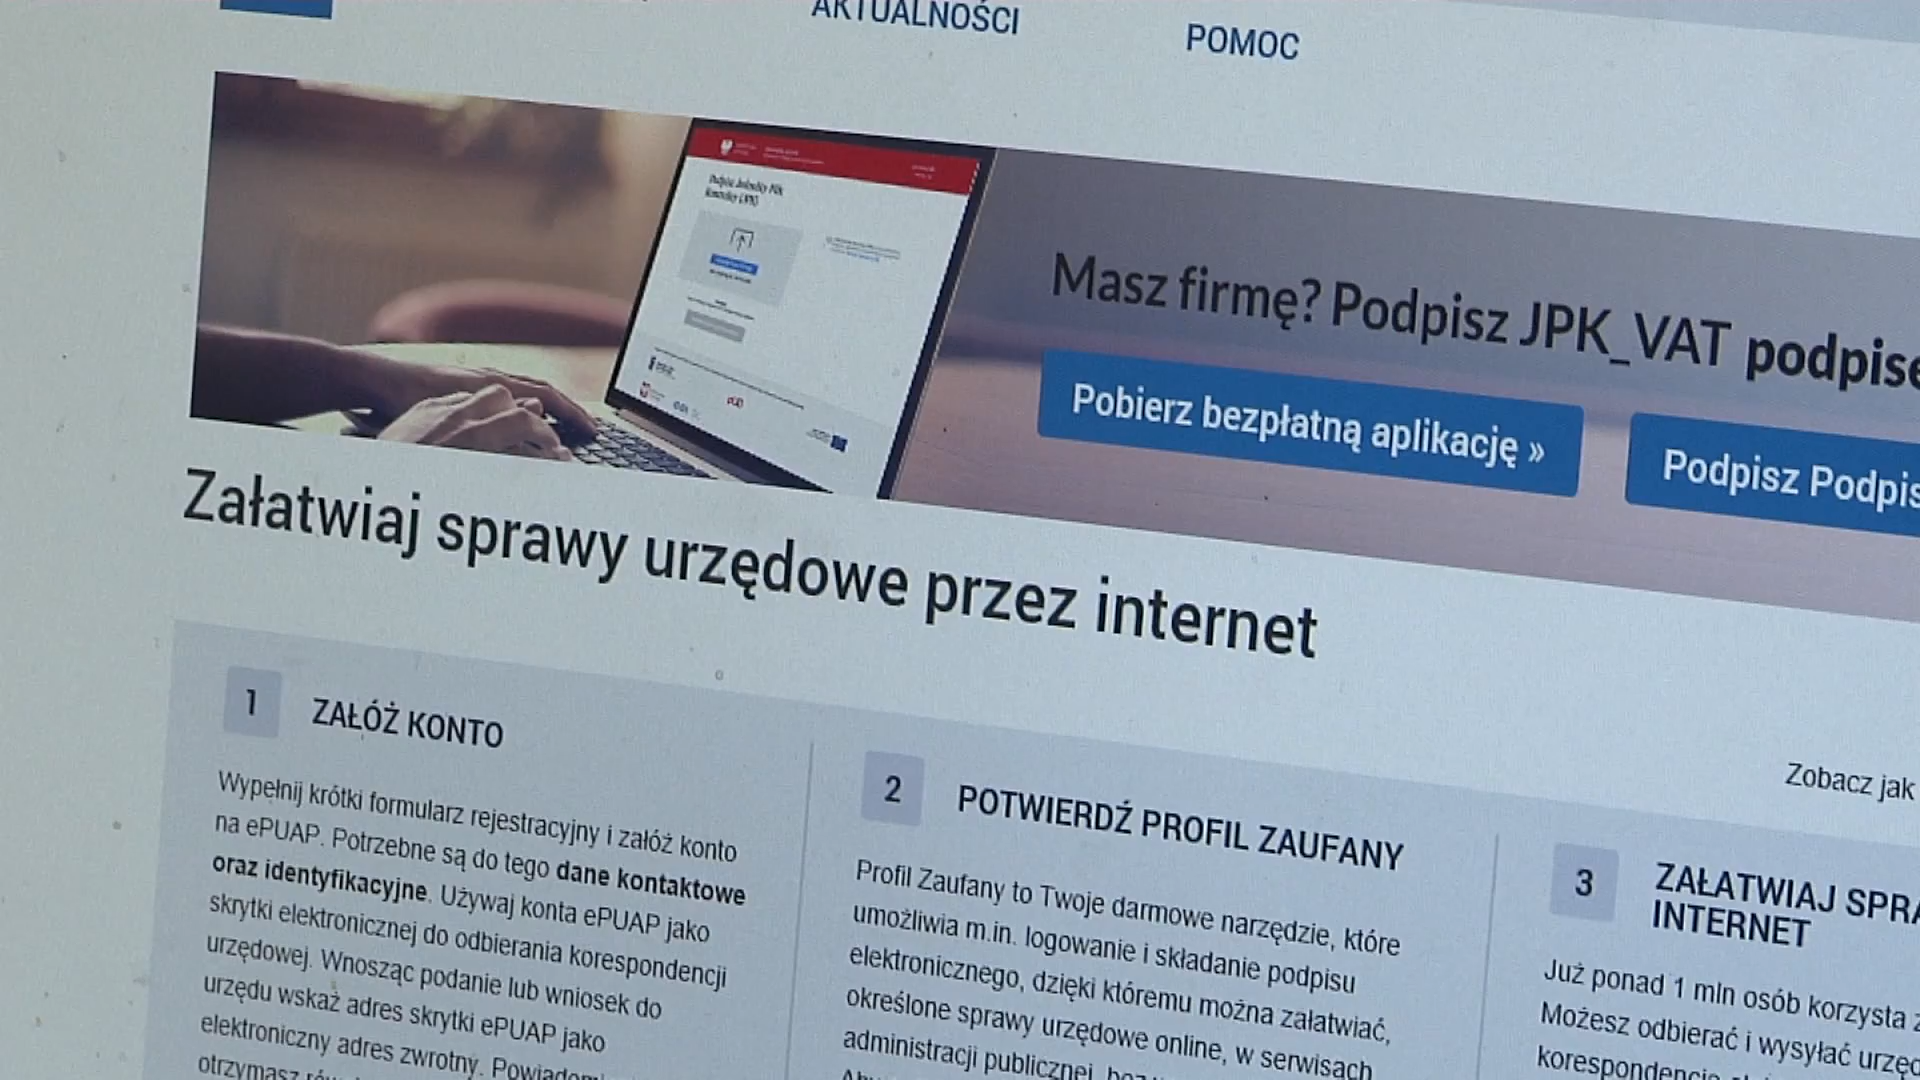 AKTUALNOŚCI
POMOC
Masz firmę? Podpisz JPK_VAT
Pobierz bezpłatną aplikację »
Podpisz
Załatwiaj sprawy urzędowe przez internet
1 ZAŁÓŻ KONTO
Wypełnij krótki formularz rejestracyjny i załóż konto
na ePUAP. Potrzebne są do tego dane kontaktowe
oraz identyfikacyjne. Używaj konta ePUAP jako
skrytki elektronicznej do odbierania korespondencji
urzędowej. Wnosząc podanie lub wniosek do
urzędu wskaż adres skrytki ePUAP jako
elektroniczny adres zwrotny.
otrzymasz
2 POTWIERDŹ PROFIL ZAUFANY
Profil Zaufany to Twoje darmowe narzędzie, które
umożliwia m.in. logowanie i składanie podpisu
elektronicznego, dzięki któremu można załatwiać,
określone sprawy urzędowe online, w serwisach
administracji publicznej,
Zobacz jak
3 ZAŁATWIAJ
INTERNET
Już ponad 1 mln osób korzysta
Możesz odbierać i wysyłać